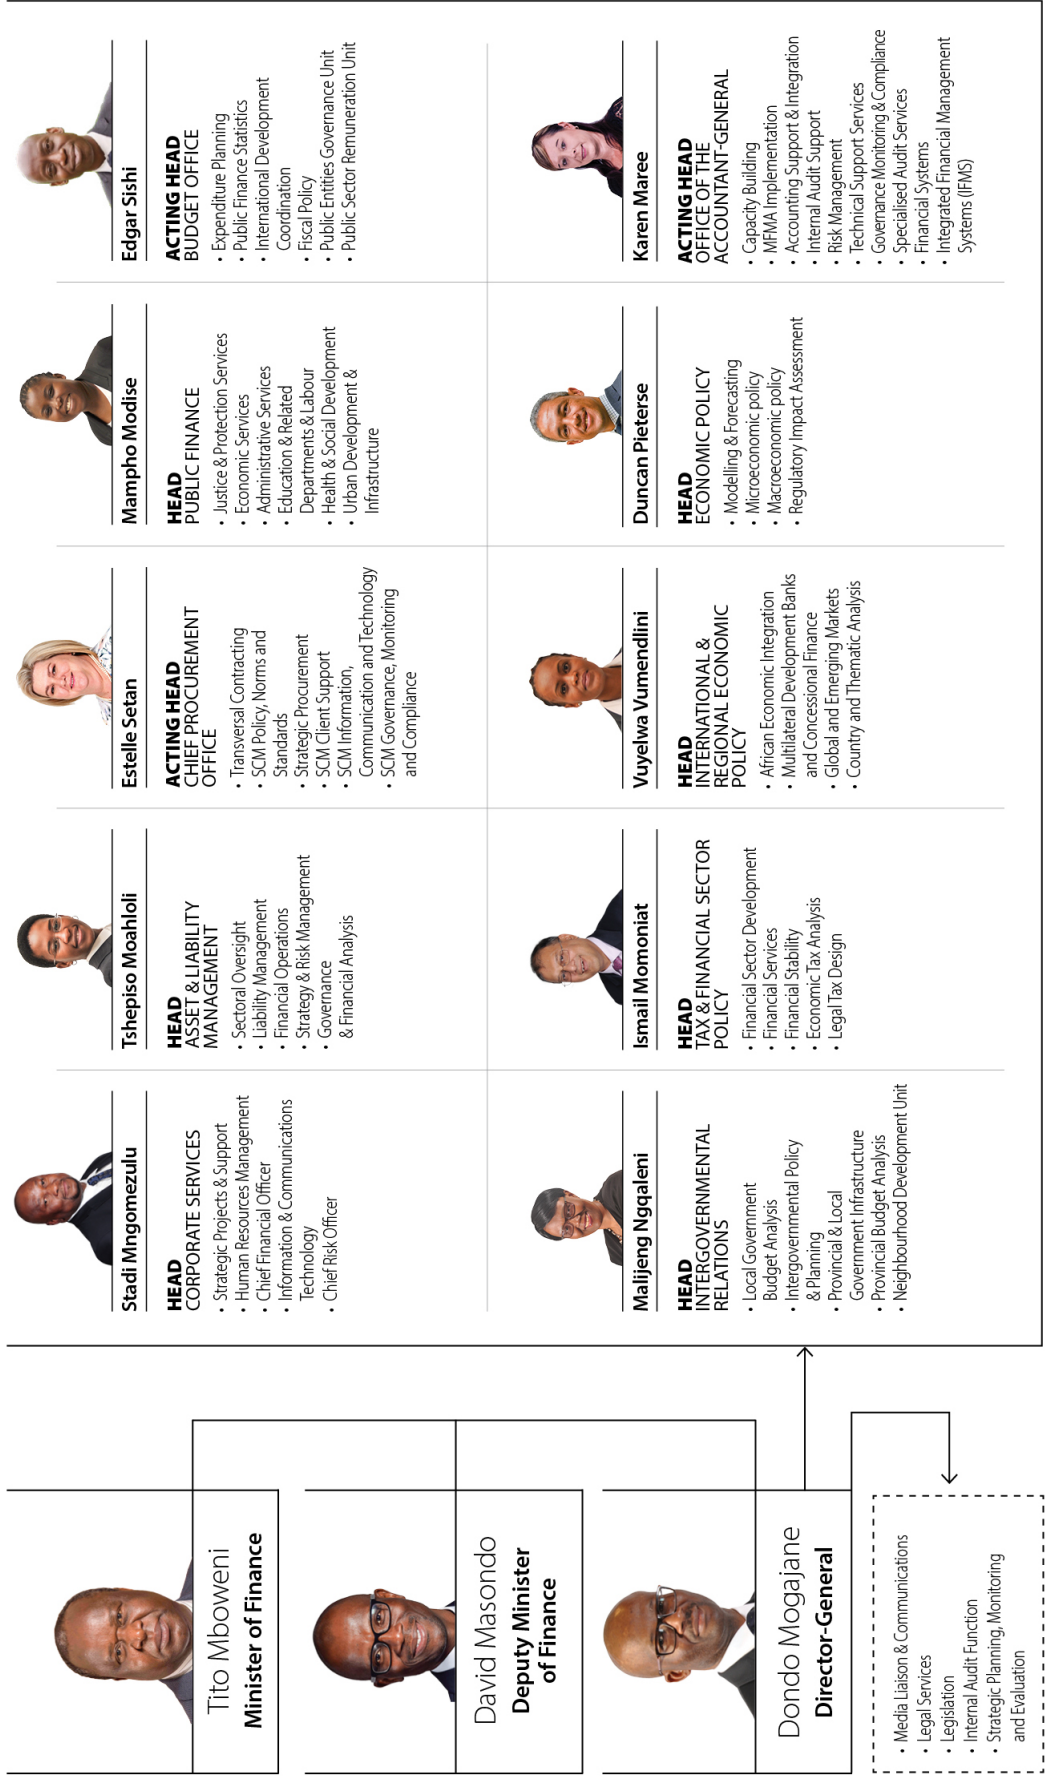 Tito Mboweni
Minister of Finance
David Masondo
Deputy Minister
of Finance
Dondo Mogajane
Director-General
• Media Liaison & Communications
• Legal Services
• Legislation
• Internal Audit Function
• Strategic Planning, Monitoring
and Evaluation
Stadi Mngomezulu
HEAD
CORPORATE SERVICES
• Strategic Projects & Support
• Human Resources Management
• Chief Financial Officer
• Information & Communications
Technology
• Chief Risk Officer
Tshepiso Moahloli
HEAD
ASSET & LIABILITY
MANAGEMENT
• Sectoral Oversight
• Liability Management
• Financial Operations
• Strategy & Risk Management
• Governance
& Financial Analysis
Estelle Setan
ACTING HEAD
CHIEF PROCUREMENT
OFFICE
• Transversal Contracting
• SCM Policy, Norms and
Standards
• Strategic Procurement
• SCM Client Support
• SCM Information,
Communication and Technology
• SCM Governance, Monitoring
and Compliance
Mampho Modise
HEAD
PUBLIC FINANCE
• Justice & Protection Services
• Economic Services
• Administrative Services
• Education & Related
Departments & Labour
• Health & Social Development
• Urban Development &
Infrastructure
Edgar Sishi
ACTING HEAD
BUDGET OFFICE
• Expenditure Planning
• Public Finance Statistics
• International Development
Coordination
• Fiscal Policy
• Public Entities Governance Unit
• Public Sector Remuneration Unit
Malijeng Ngqaleni
HEAD
INTERGOVERNMENTAL
RELATIONS
• Local Government
Budget Analysis
• Intergovernmental Policy
& Planning
• Provincial & Local
Government Infrastructure
• Provincial Budget Analysis
• Neighbourhood Development Unit
Ismail Momoniat
HEAD
TAX & FINANCIAL SECTOR
POLICY
• Financial Sector Development
• Financial Services
• Financial Stability
• Economic Tax Analysis
• Legal Tax Design
Vuyelwa Vumendlini
HEAD
INTERNATIONAL &
REGIONAL ECONOMIC
POLICY
• African Economic Integration
• Multilateral Development Banks
and Concessional Finance
• Global and Emerging Markets
• Country and Thematic Analysis
Duncan Pieterse
HEAD
ECONOMIC POLICY
• Modelling & Forecasting
• Microeconomic policy
• Macroeconomic policy
• Regulatory Impact Assessment
Karen Maree
ACTING HEAD
OFFICE OF THE
ACCOUNTANT-GENERAL
• Capacity Building
• MFMA Implementation
• Accounting Support & Integration
• Internal Audit Support
• Risk Management
• Technical Support Services
• Governance Monitoring & Compliance
• Specialised Audit Services
• Financial Systems
• Integrated Financial Management
Systems (IFMS)